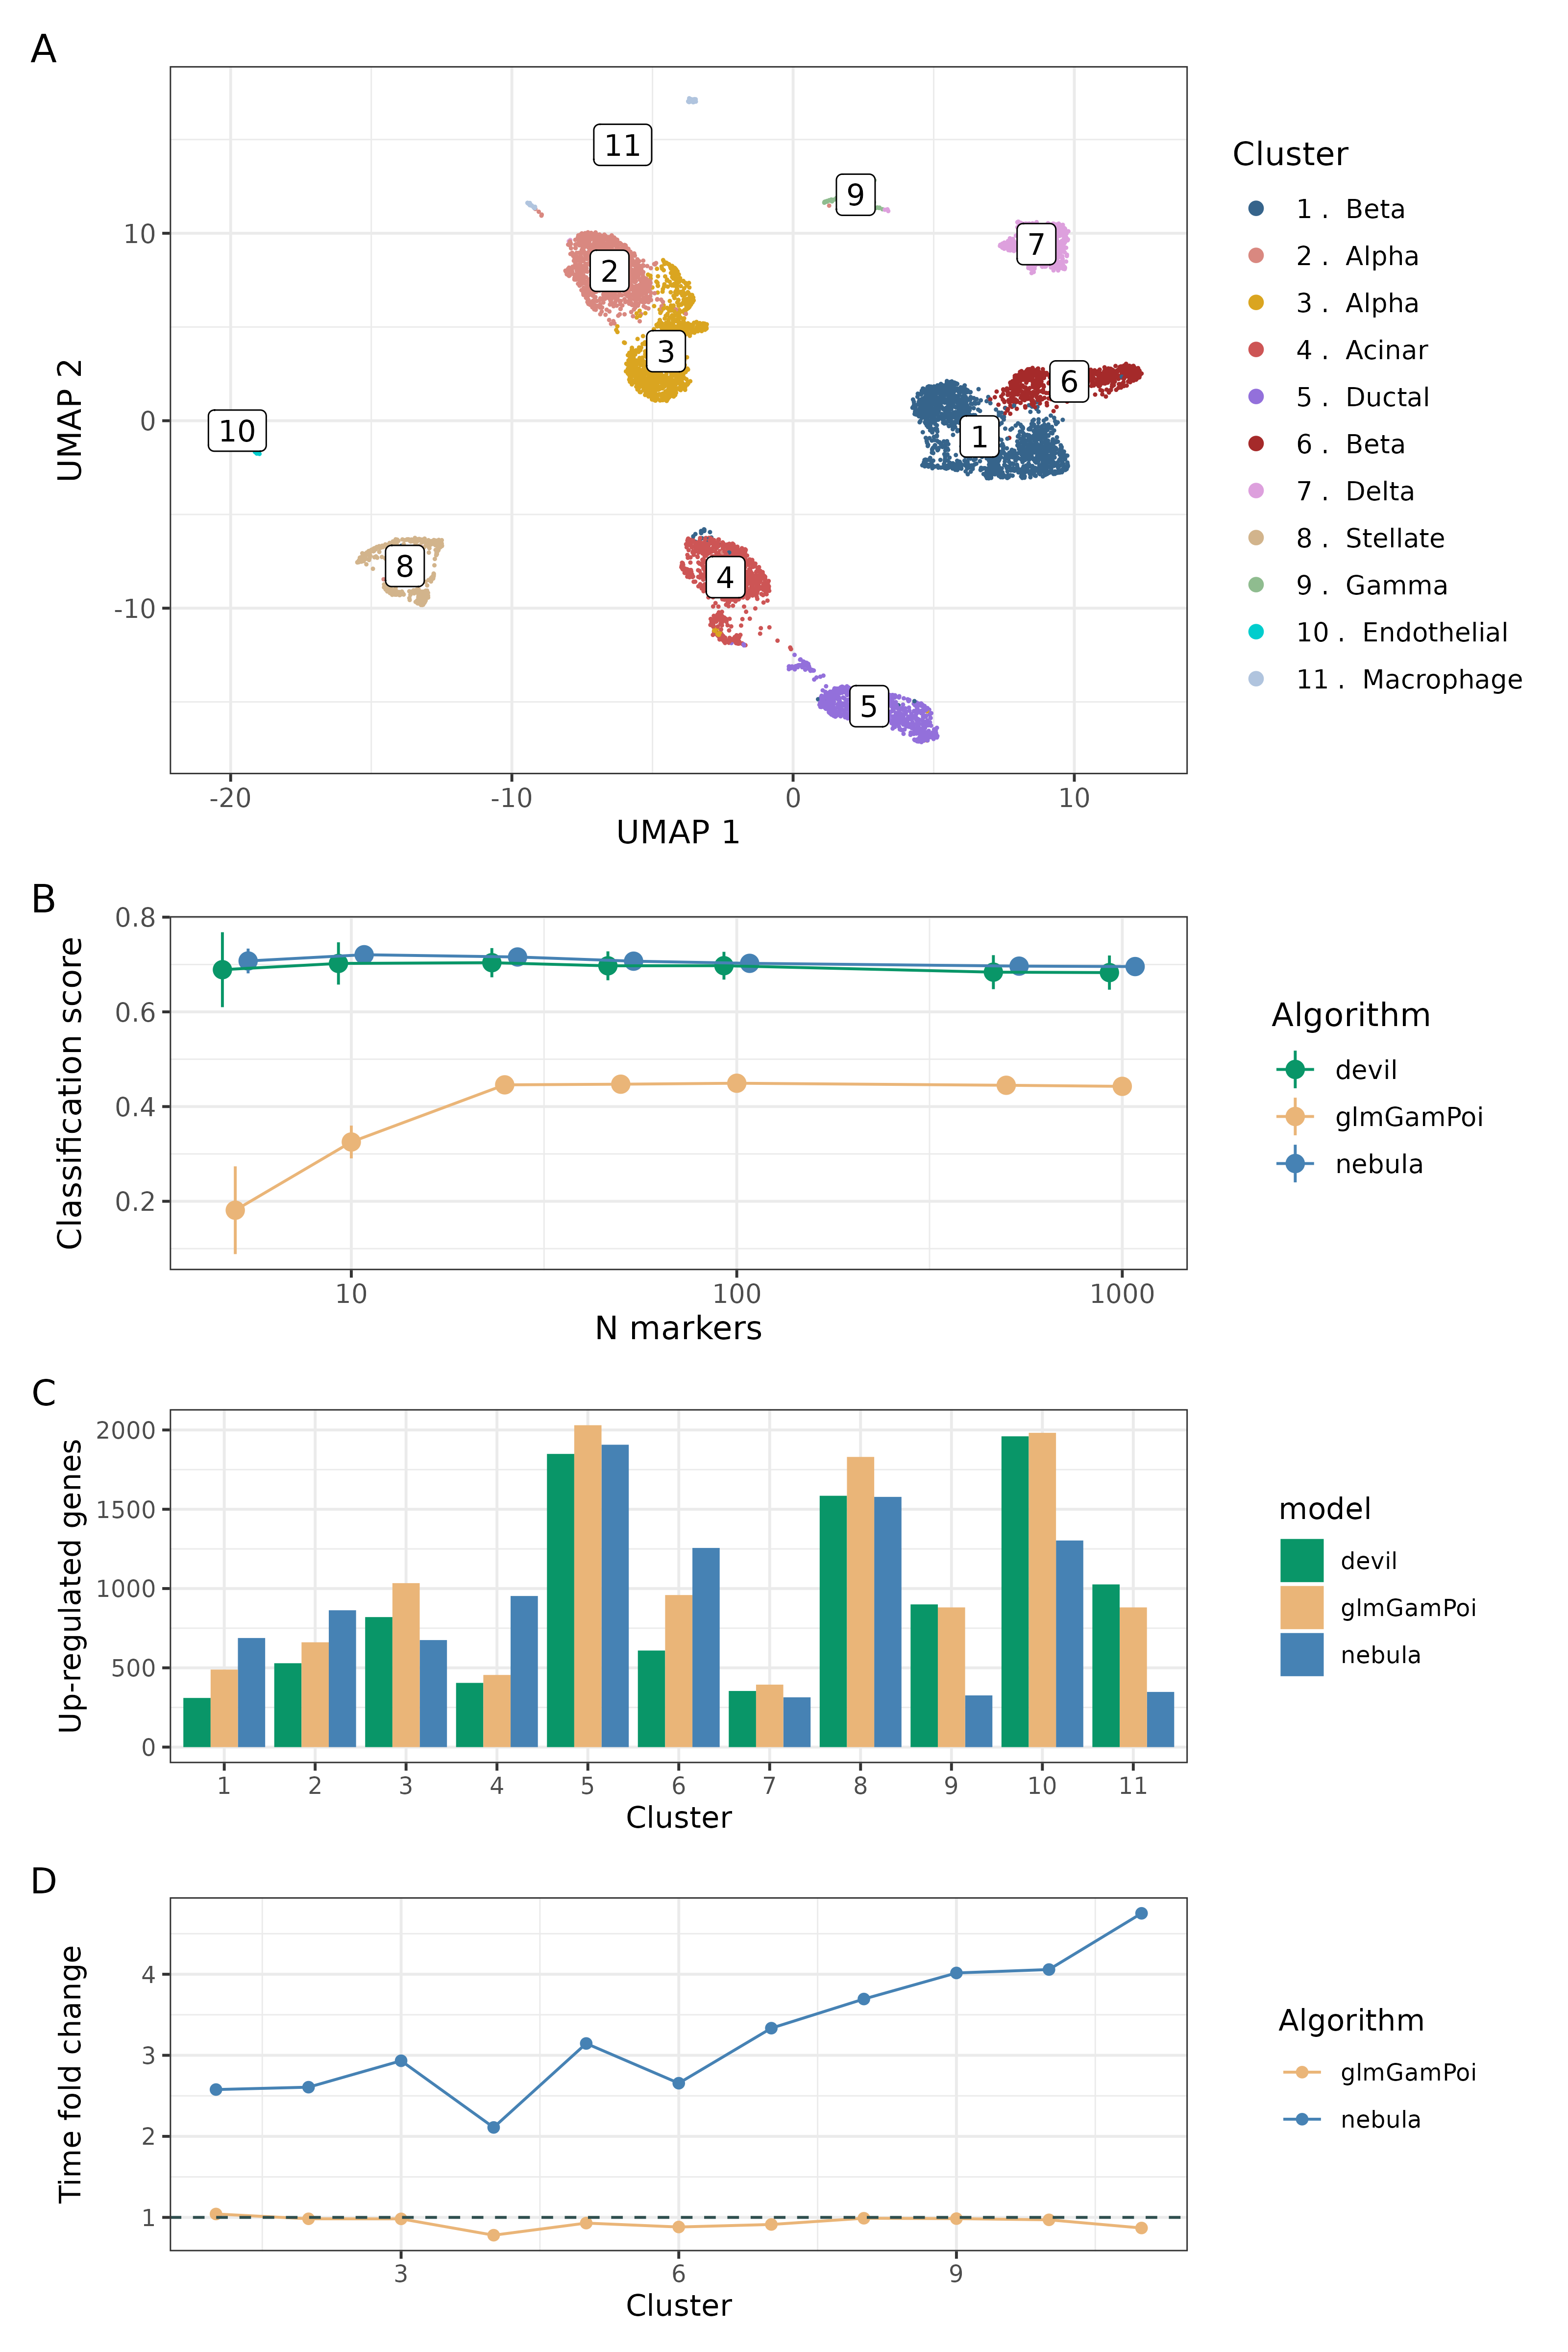 A
11
9
7
2
3
6
10
1
8
4
5
10
0
-10
-20
-10
0
10
UMAP 1
UMAP 2
Cluster
1 . Beta
2 . Alpha
3 . Alpha
4 . Acinar
5 . Ductal
6 . Beta
7 . Delta
8 . Stellate
9 . Gamma
10 . Endothelial
11 . Macrophage
B
0.8
0.6
0.4
0.2
10
100
1000
N markers
Classification score
Algorithm
devil
glmGamPoi
nebula
C
2000
1500
1000
500
0
1
2
3
4
5
6
7
8
9
10
11
Cluster
Up-regulated genes
model
devil
glmGamPoi
nebula
D
4
3
2
1
3
6
9
Cluster
Time fold change
Algorithm
glmGamPoi
nebula